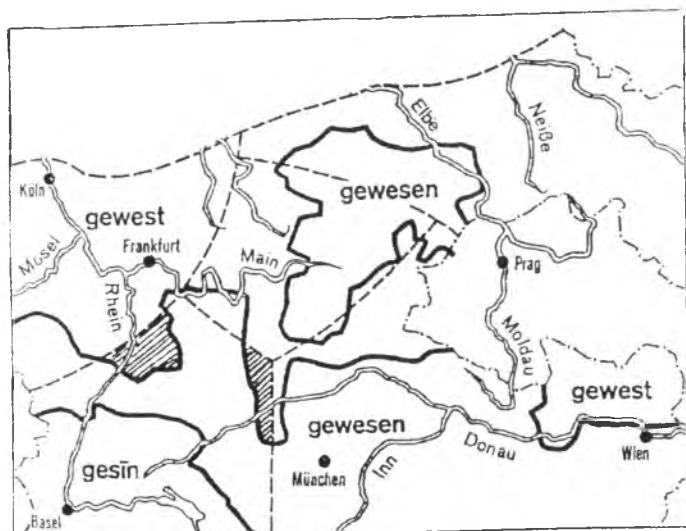 Elbe
Neiße
Köln
gewest
gewesen
Mosel
Frankfurt
Main
Prag
Rhein
Moldau
gewest
gewesen
Donau
Wien
gesīn
München
Inn
Basel